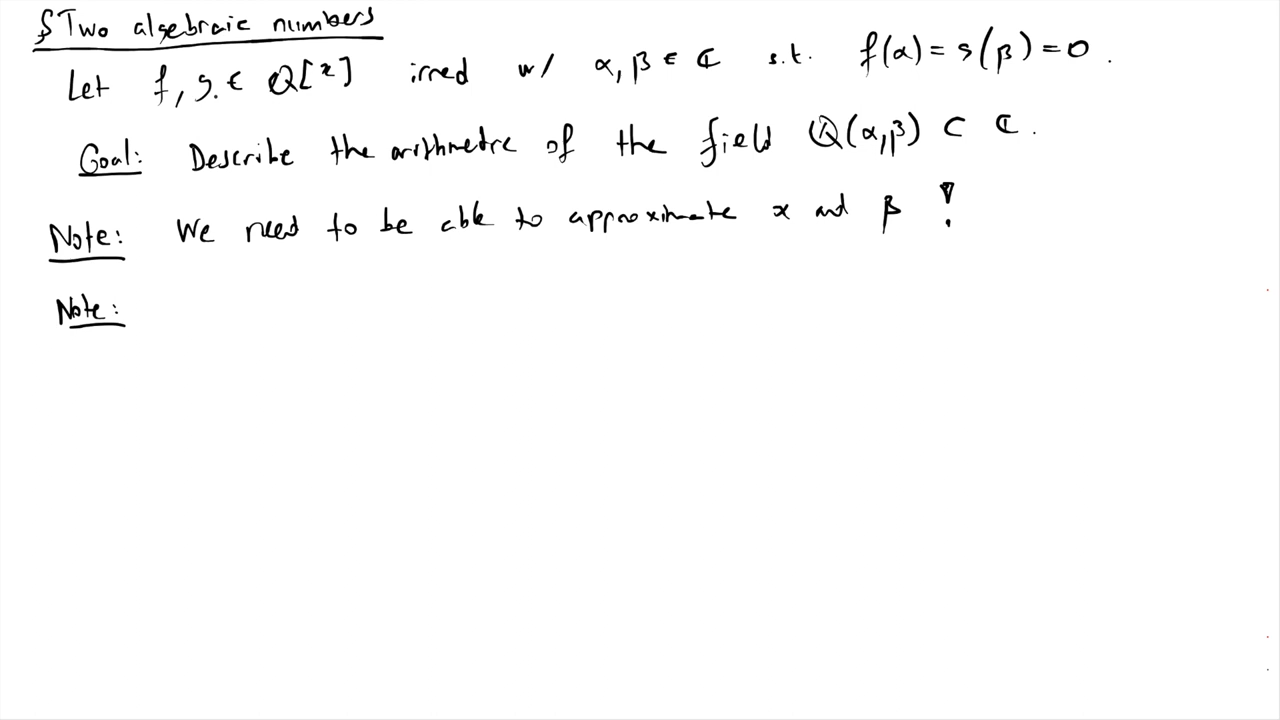 § Two algebraic numbers
Let f, g ∈ ℚ[x] irred w/ α, β ∈ ℂ s.t. f(α) = g(β) = 0 .
Goal: Describe the arithmetic of the field ℚ(α, β) ⊂ ℂ .
Note: We need to be able to approximate α and β !
Note: